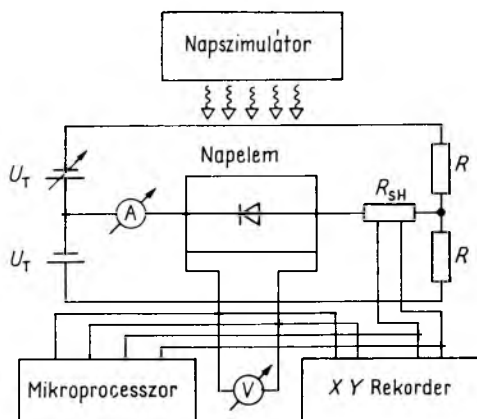 Napszimulátor
Napelem
U_T
A
R_SH
R
U_T
R
Mikroprocesszor
V
X Y Rekorder